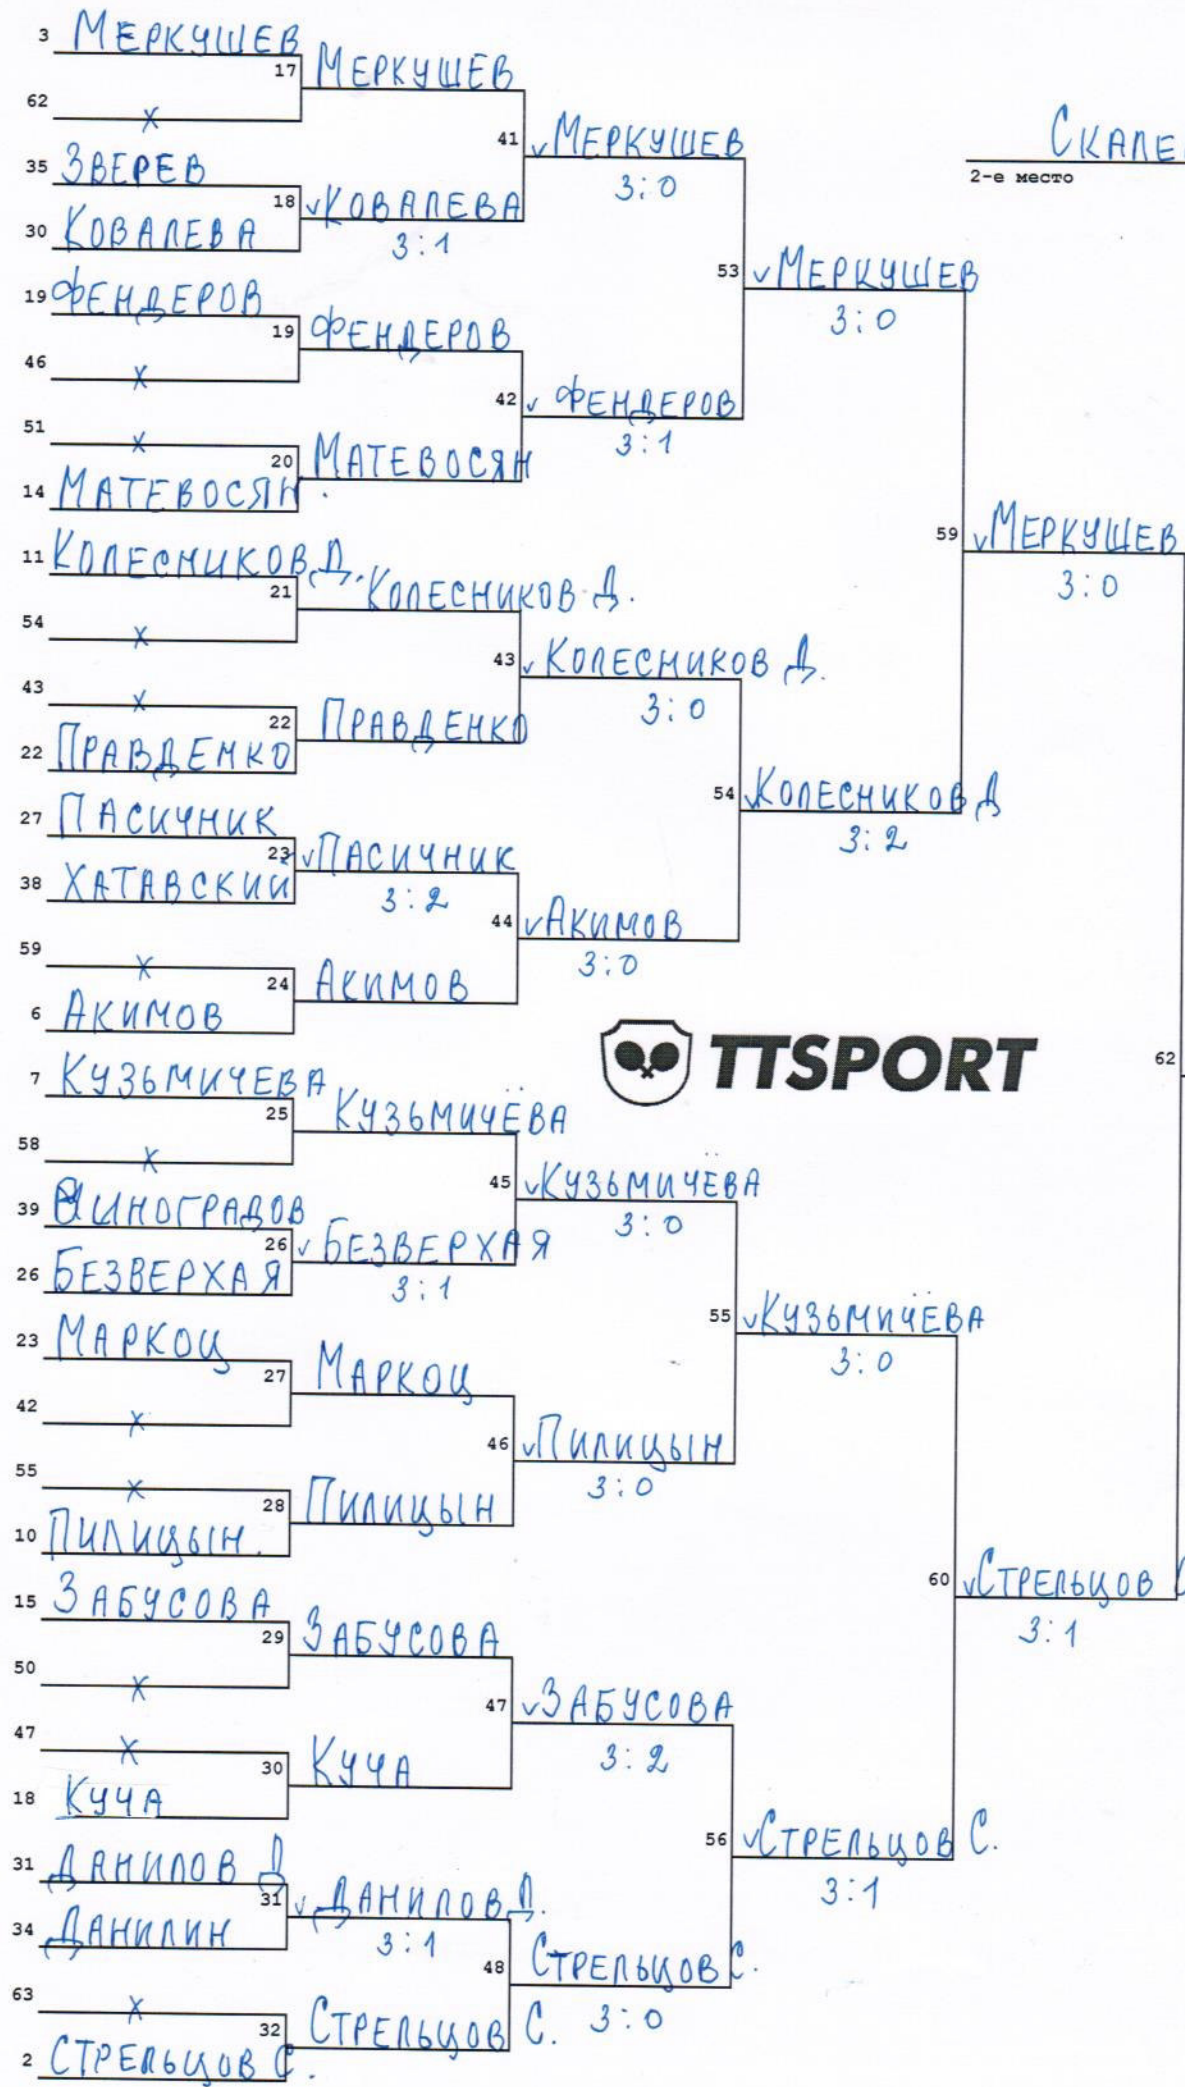 3 МЕРКУШЕВ
17 МЕРКУШЕВ
62 X
41 МЕРКУШЕВ
3:0
СКАЛЕ
2-е место
35 ЗВЕРЕВ
18 КОВАЛЕВА
3:1
30 КОВАЛЕВА
53 МЕРКУШЕВ
3:0
19 ФЕНДЕРОВ
19 ФЕНДЕРОВ
46 X
42 ФЕНДЕРОВ
3:1
51 X
20 МАТЕВОСЯН
14 МАТЕВОСЯН.
59 МЕРКУШЕВ
3:0
11 КОЛЕСНИКОВ Д.
21 КОЛЕСНИКОВ Д.
54 X
43 КОЛЕСНИКОВ Д.
3:0
43 X
22 ПРАВДЕНКО
22 ПРАВДЕНКО
54 КОЛЕСНИКОВ Д
3:2
27 ПАСИЧНИК
23 ПАСИЧНИК
3:2
38 ХАТАВСКИЙ
44 АКИМОВ
3:0
59 X
24 АКИМОВ
6 АКИМОВ
TTSPORT
62
7 КУЗЬМИЧЕВА
25 КУЗЬМИЧЁВА
58 X
45 КУЗЬМИЧЁВА
3:0
39 ВИНОГРАДОВ
26 БЕЗВЕРХАЯ
3:1
26 БЕЗВЕРХАЯ
55 КУЗЬМИЧЁВА
3:0
23 МАРКОЦ
27 МАРКОЦ
42 X
46 ПИЛИЦЫН
3:0
55 X
28 ПИЛИЦЫН
10 ПИЛИЦЫН.
60 СТРЕЛЬЦОВ С
3:1
15 ЗАБУСОВА
29 ЗАБУСОВА
50 X
47 ЗАБУСОВА
3:2
47 X
30 КУЧА
18 КУЧА
56 СТРЕЛЬЦОВ С.
3:1
31 ДАНИЛОВ Д
31 ДАНИЛОВ Д.
3:1
34 ДАНИЛИН
48 СТРЕЛЬЦОВ С.
3:0
63 X
32 СТРЕЛЬЦОВ С.
2 СТРЕЛЬЦОВ С.